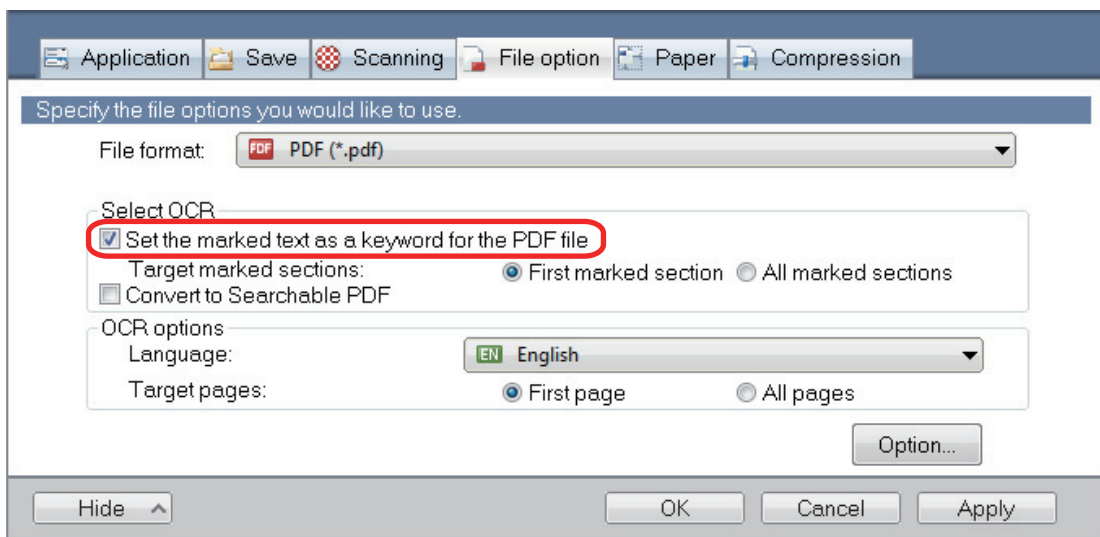 Application Save Scanning File option Paper Compression
Specify the file options you would like to use.
File format: PDF PDF (*.pdf)
Select OCR
Set the marked text as a keyword for the PDF file
Target marked sections: First marked section All marked sections
Convert to Searchable PDF
OCR options
Language: EN English
Target pages: First page All pages
Option...
Hide OK Cancel Apply